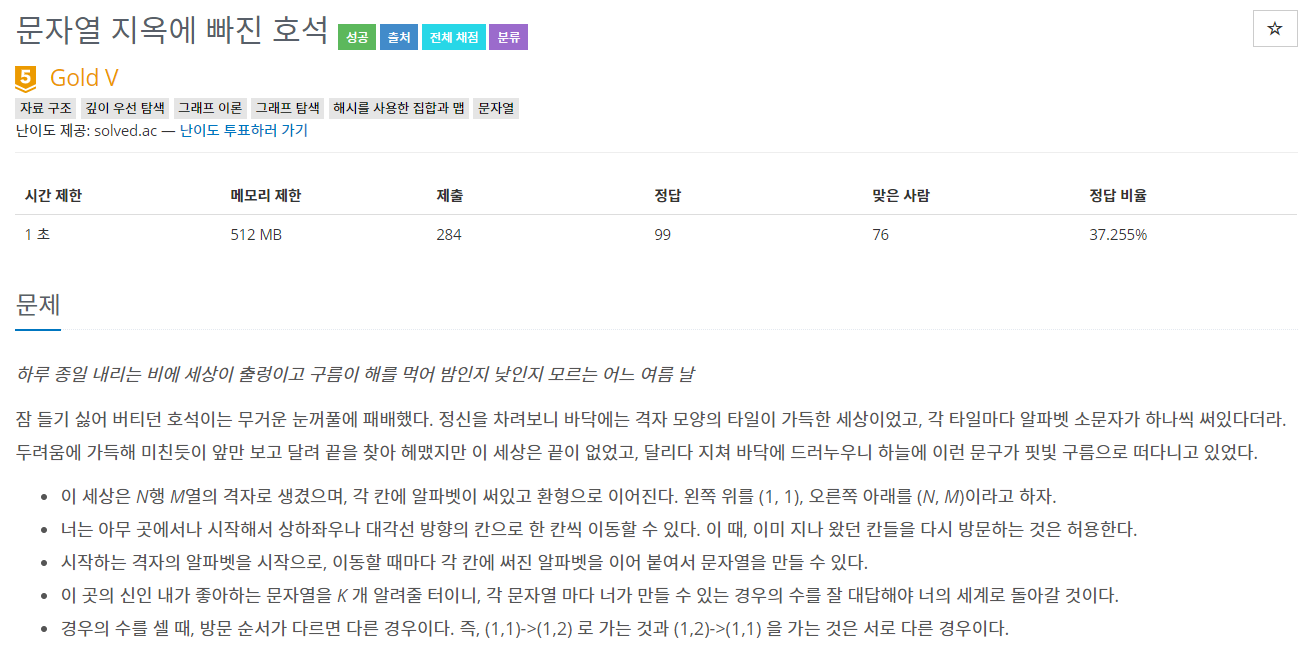 문자열 지옥에 빠진 호석 성공 출처 전체 채점 분류
☆
5 Gold V
자료 구조 깊이 우선 탐색 그래프 이론 그래프 탐색 해시를 사용한 집합과 맵 문자열
난이도 제공: solved.ac — 난이도 투표하러 가기
시간 제한 메모리 제한 제출 정답 맞은 사람 정답 비율
1 초 512 MB 284 99 76 37.255%
문제
하루 종일 내리는 비에 세상이 출렁이고 구름이 해를 먹어 밤인지 낮인지 모르는 어느 여름 날
잠 들기 싫어 버티던 호석이는 무거운 눈꺼풀에 패배했다. 정신을 차려보니 바닥에는 격자 모양의 타일이 가득한 세상이었고, 각 타일마다 알파벳 소문자가 하나씩 써있다더라.
두려움에 가득해 미친듯이 앞만 보고 달려 끝을 찾아 헤맸지만 이 세상은 끝이 없었고, 달리다 지쳐 바닥에 드러누우니 하늘에 이런 문구가 핏빛 구름으로 떠다니고 있었다.
• 이 세상은 N행 M열의 격자로 생겼으며, 각 칸에 알파벳이 써있고 환형으로 이어진다. 왼쪽 위를 (1, 1), 오른쪽 아래를 (N, M)이라고 하자.
• 너는 아무 곳에서나 시작해서 상하좌우나 대각선 방향의 칸으로 한 칸씩 이동할 수 있다. 이 때, 이미 지나 왔던 칸들을 다시 방문하는 것은 허용한다.
• 시작하는 격자의 알파벳을 시작으로, 이동할 때마다 각 칸에 써진 알파벳을 이어 붙여서 문자열을 만들 수 있다.
• 이 곳의 신인 내가 좋아하는 문자열을 K 개 알려줄 터이니, 각 문자열 마다 너가 만들 수 있는 경우의 수를 잘 대답해야 너의 세계로 돌아갈 것이다.
• 경우의 수를 셀 때, 방문 순서가 다르면 다른 경우이다. 즉, (1,1)->(1,2) 로 가는 것과 (1,2)->(1,1) 을 가는 것은 서로 다른 경우이다.